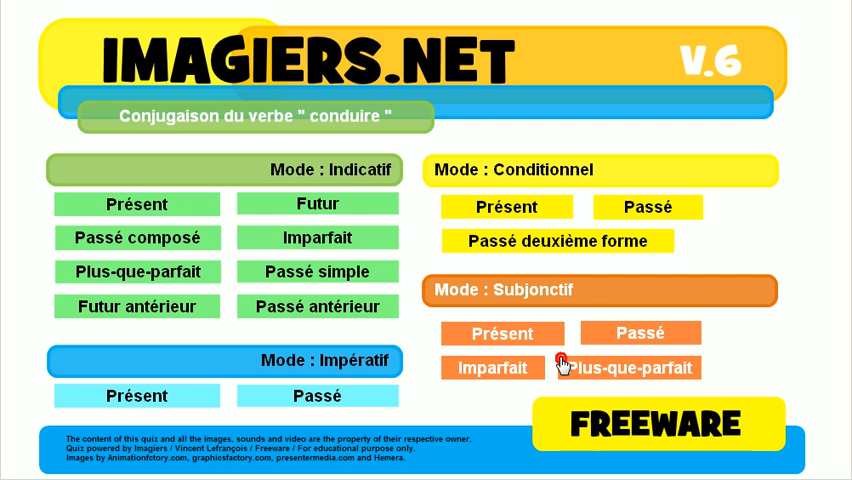 IMAGIERS.NET
V.6
Conjugaison du verbe " conduire "
Mode : Indicatif
Présent
Futur
Passé composé
Imparfait
Plus-que-parfait
Passé simple
Futur antérieur
Passé antérieur
Mode : Impératif
Présent
Passé
Mode : Conditionnel
Présent
Passé
Passé deuxième forme
Mode : Subjonctif
Présent
Passé
Imparfait
Plus-que-parfait
FREEWARE
The content of this quiz and all the images, sounds and video are the property of their respective owner.
Quiz powered by Imagiers / Vincent Lefrançois / Freeware / For educational purpose only.
Images by Animationfctory.com, graphicsfactory.com, presentermedia.com and Hemera.